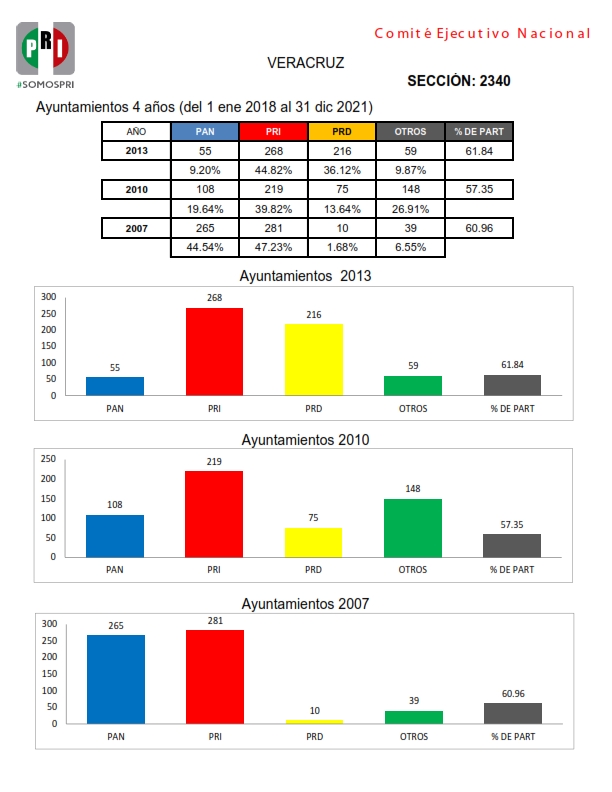 Comité Ejecutivo Nacional
PRI
#SOMOSPRI
VERACRUZ
SECCIÓN: 2340
Ayuntamientos 4 años (del 1 ene 2018 al 31 dic 2021)
AÑO PAN PRI PRD OTROS % DE PART
2013 55 268 216 59 61.84
9.20% 44.82% 36.12% 9.87%
2010 108 219 75 148 57.35
19.64% 39.82% 13.64% 26.91%
2007 265 281 10 39 60.96
44.54% 47.23% 1.68% 6.55%
Ayuntamientos 2013
300
250
200
150
100
50
0
55 268 216 59 61.84
PAN PRI PRD OTROS % DE PART
Ayuntamientos 2010
250
200
150
100
50
0
108 219 75 148 57.35
PAN PRI PRD OTROS % DE PART
Ayuntamientos 2007
300
250
200
150
100
50
0
265 281 10 39 60.96
PAN PRI PRD OTROS % DE PART